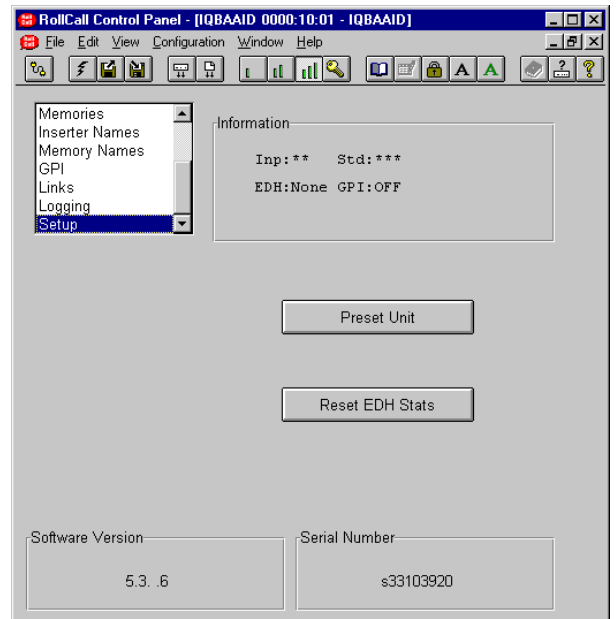 RollCall Control Panel - [IQBAAID 0000:10:01 - IQBAAID]
File Edit View Configuration Window Help
A A
Memories
Inserter Names
Memory Names
GPI
Links
Logging
Setup
Information
Inp:** Std:***
EDH:None GPI:OFF
Preset Unit
Reset EDH Stats
Software Version
5.3. .6
Serial Number
s33103920